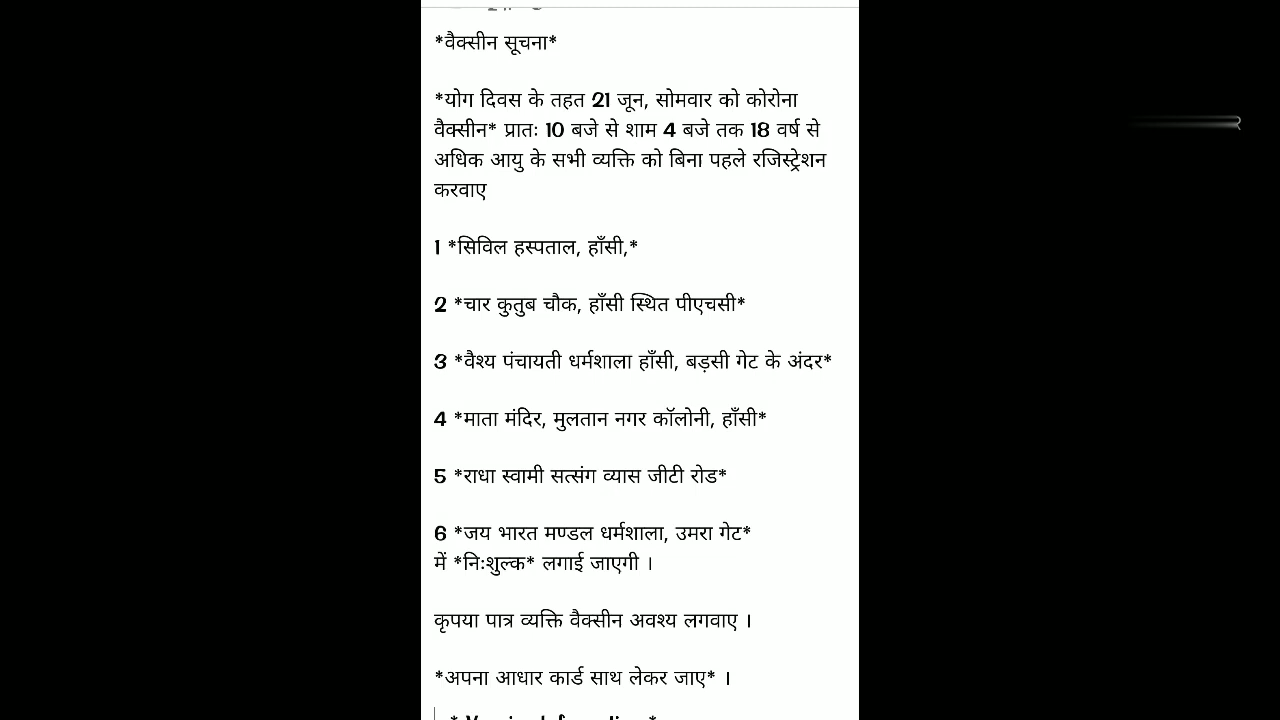 *वैक्सीन सूचना*
*योग दिवस के तहत 21 जून, सोमवार को कोरोना
वैक्सीन* प्रातः 10 बजे से शाम 4 बजे तक 18 वर्ष से
अधिक आयु के सभी व्यक्ति को बिना पहले रजिस्ट्रेशन
करवाए
1 *सिविल हस्पताल, हाँसी,*
2 *चार कुतुब चौक, हाँसी स्थित पीएचसी*
3 *वैश्य पंचायती धर्मशाला हाँसी, बड़सी गेट के अंदर*
4 *माता मंदिर, मुलतान नगर कॉलोनी, हाँसी*
5 *राधा स्वामी सत्संग व्यास जीटी रोड*
6 *जय भारत मण्डल धर्मशाला, उमरा गेट*
में *निःशुल्क* लगाई जाएगी ।
कृपया पात्र व्यक्ति वैक्सीन अवश्य लगवाए ।
*अपना आधार कार्ड साथ लेकर जाए* ।